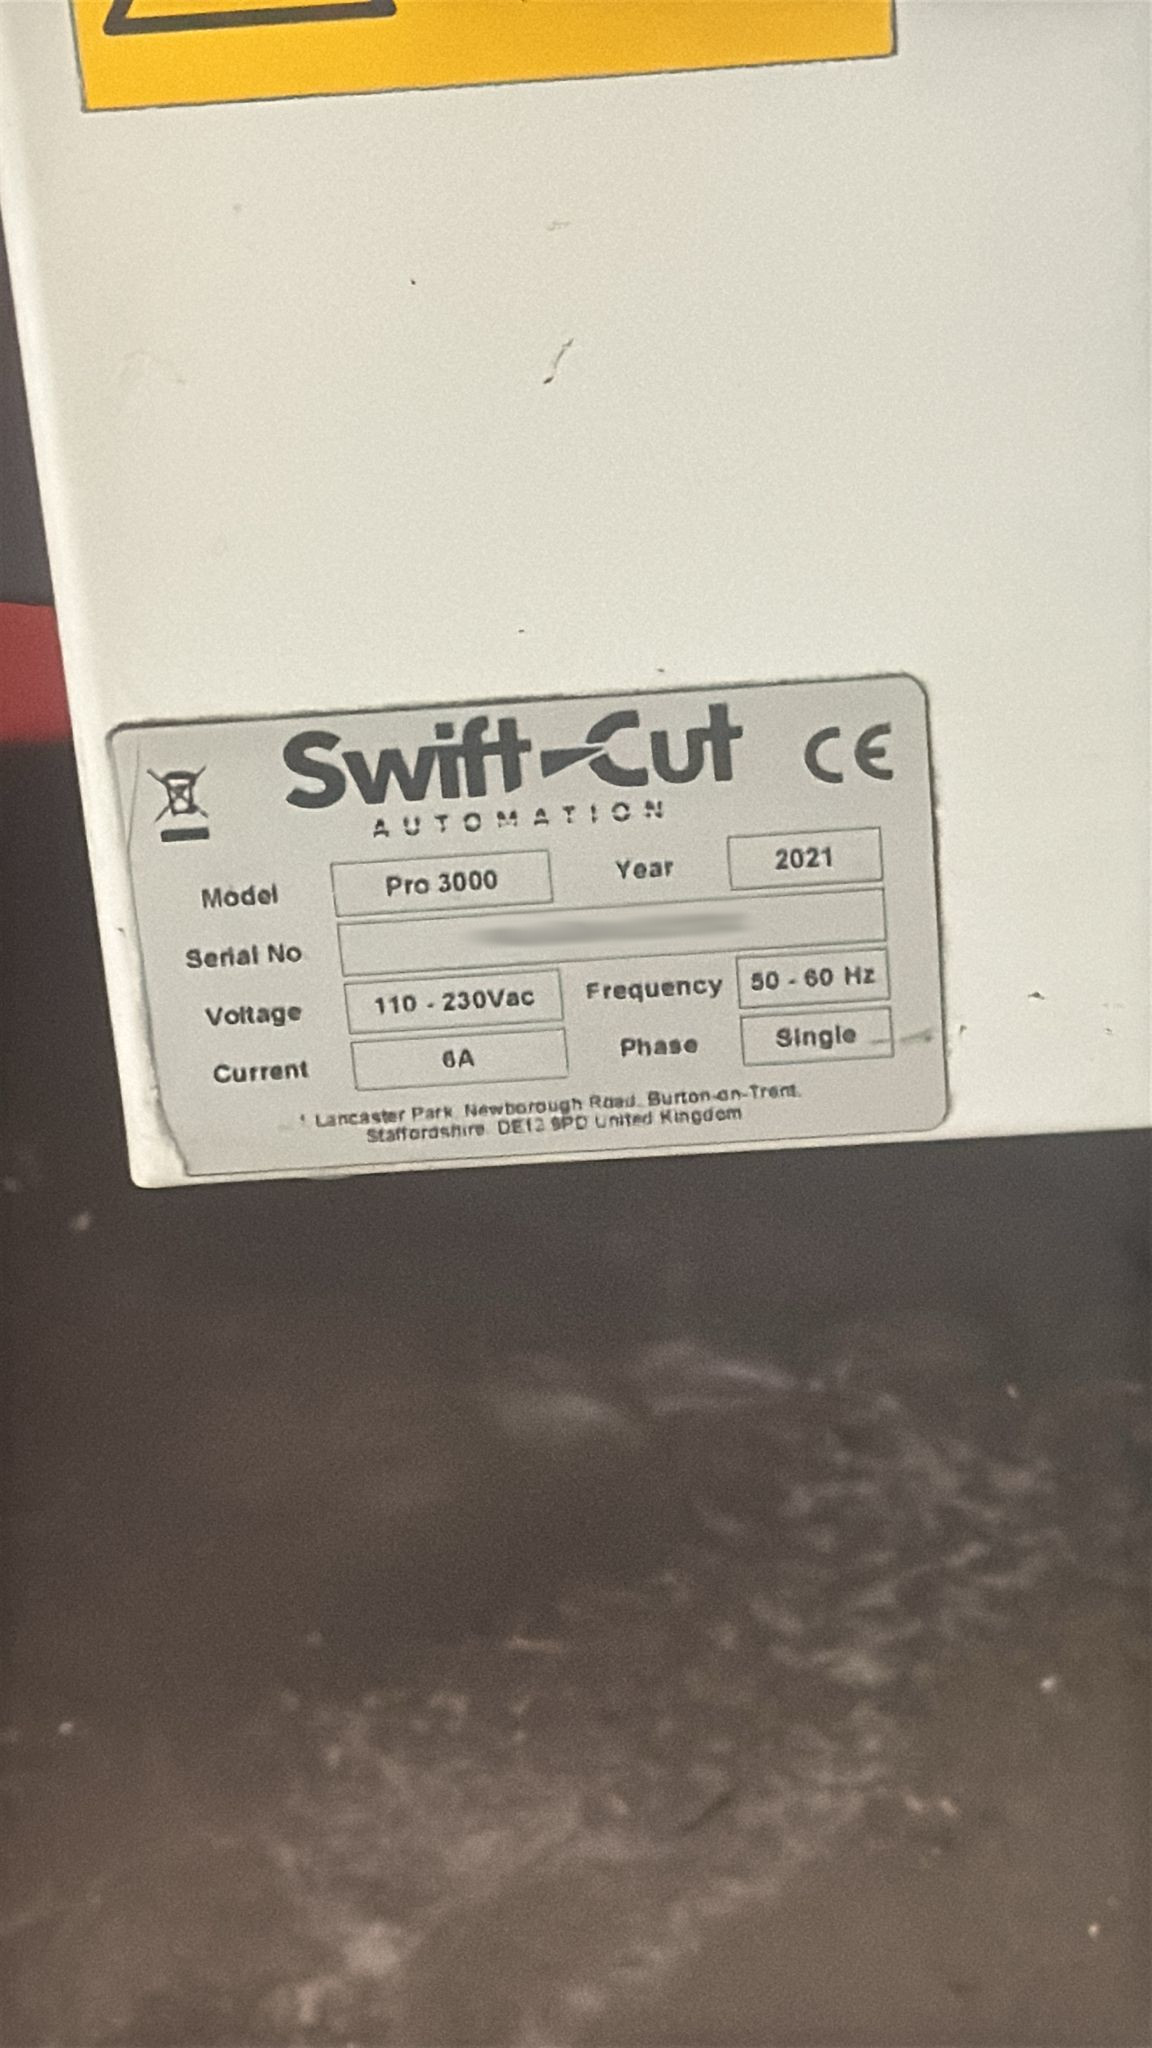 Swift-Cut CE
AUTOMATION
Model Pro 3000 Year 2021
Serial No
Voltage 110 - 230Vac Frequency 50 - 60 Hz
Current 6A Phase Single
Lancaster Park, Newborough Road, Burton-on-Trent,
Staffordshire, DE13 9PD United Kingdom